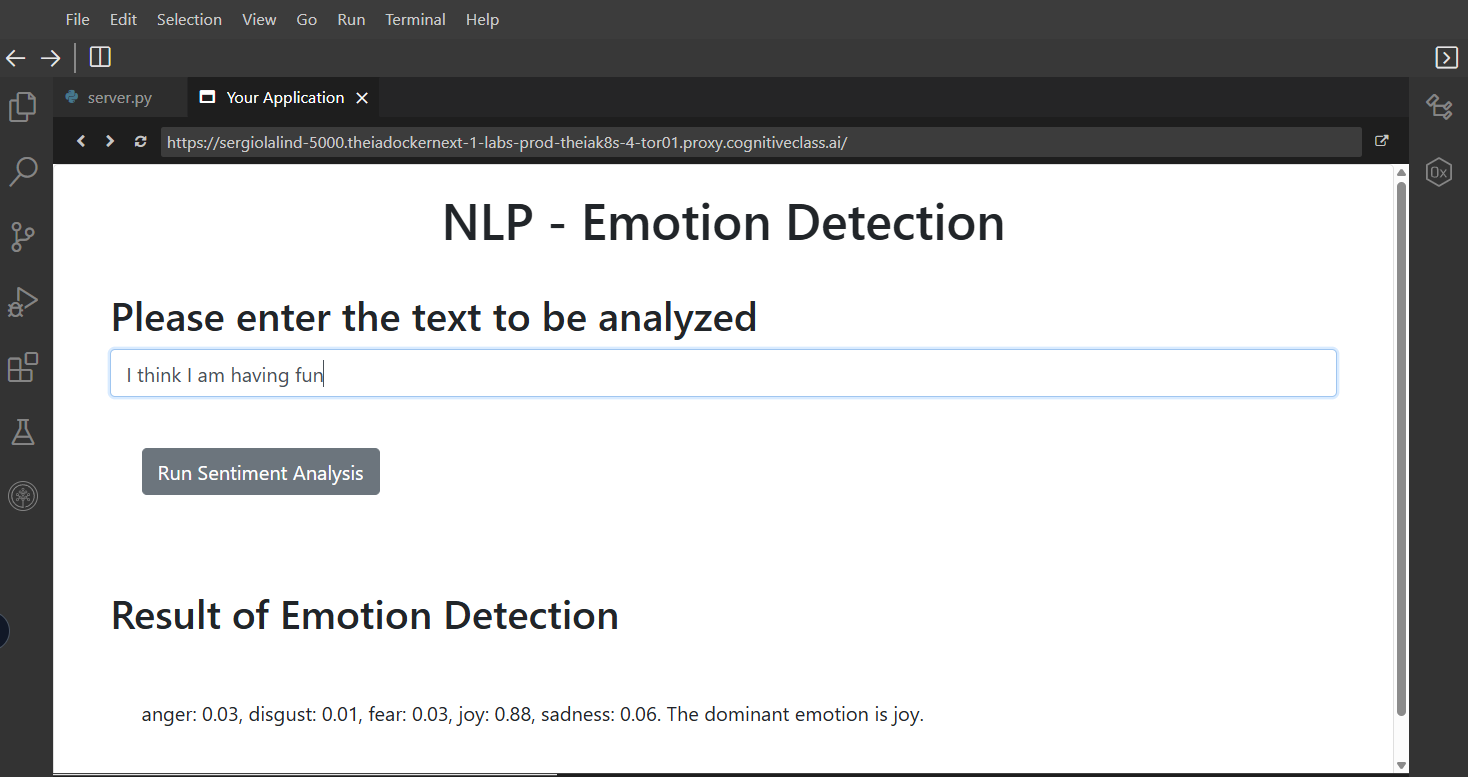 File Edit Selection View Go Run Terminal Help
server.py Your Application
https://sergiolalind-5000.theiadockernext-1-labs-prod-theiak8s-4-tor01.proxy.cognitiveclass.ai/
0x
NLP - Emotion Detection
Please enter the text to be analyzed
I think I am having fun
Run Sentiment Analysis
Result of Emotion Detection
anger: 0.03, disgust: 0.01, fear: 0.03, joy: 0.88, sadness: 0.06. The dominant emotion is joy.